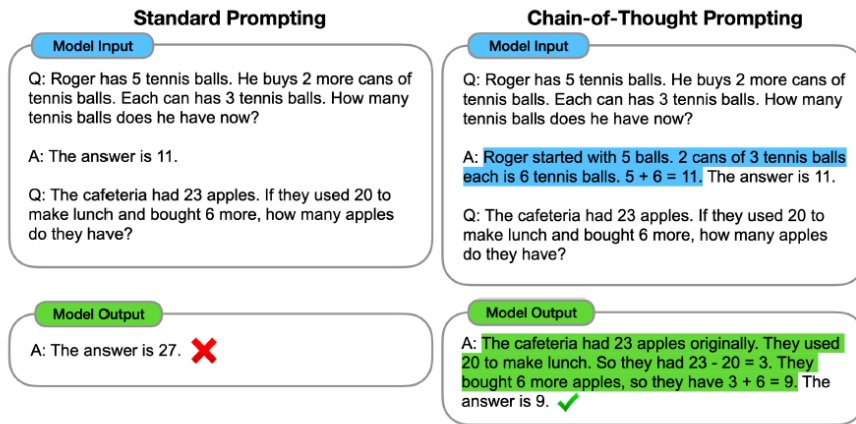 Standard Prompting
Model Input
Q: Roger has 5 tennis balls. He buys 2 more cans of
tennis balls. Each can has 3 tennis balls. How many
tennis balls does he have now?
A: The answer is 11.
Q: The cafeteria had 23 apples. If they used 20 to
make lunch and bought 6 more, how many apples
do they have?
Model Output
A: The answer is 27.
Chain-of-Thought Prompting
Model Input
Q: Roger has 5 tennis balls. He buys 2 more cans of
tennis balls. Each can has 3 tennis balls. How many
tennis balls does he have now?
A: Roger started with 5 balls. 2 cans of 3 tennis balls
each is 6 tennis balls. 5 + 6 = 11. The answer is 11.
Q: The cafeteria had 23 apples. If they used 20 to
make lunch and bought 6 more, how many apples
do they have?
Model Output
A: The cafeteria had 23 apples originally. They used
20 to make lunch. So they had 23 - 20 = 3. They
bought 6 more apples, so they have 3 + 6 = 9. The
answer is 9.